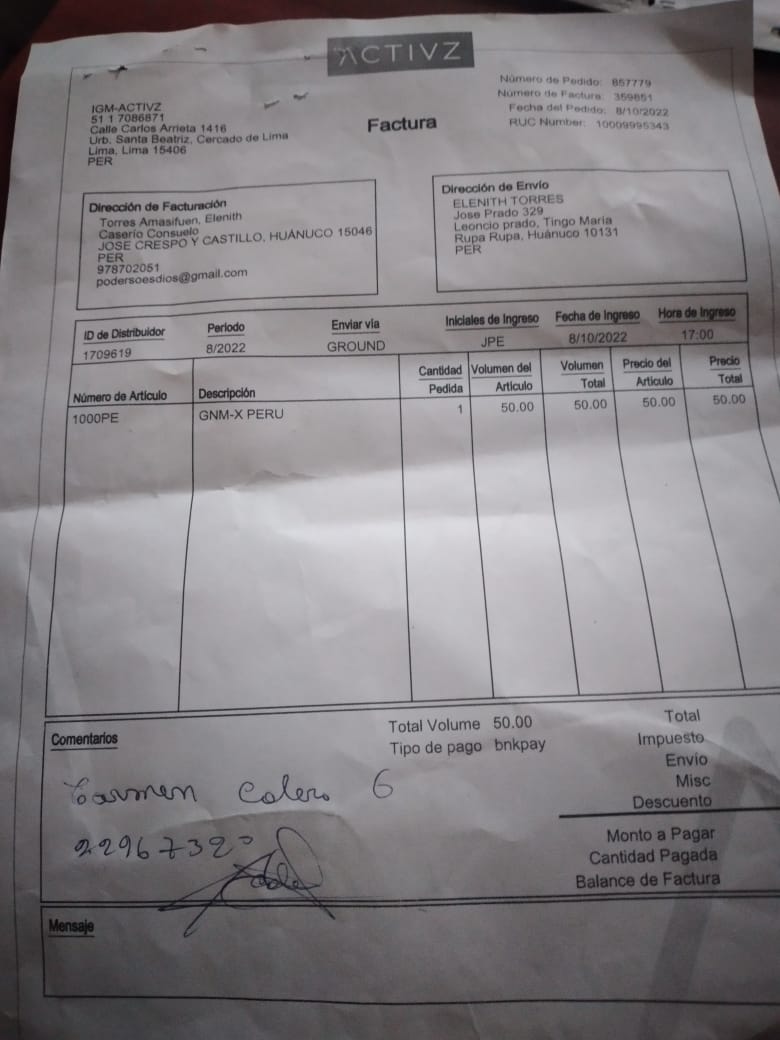 ACTIVZ
IGM-ACTIVZ
51 1 7086871
Calle Carlos Arrieta 1416
Urb. Santa Beatriz, Cercado de Lima
Lima, Lima 15406
PER
Factura
Número de Pedido: 857779
Número de Factura: 359851
Fecha del Pedido: 8/10/2022
RUC Number: 10009995343
Dirección de Facturación
Torres Amasifuen, Elenith
Caserio Consuelo
JOSE CRESPO Y CASTILLO, HUÁNUCO 15046
PER
978702051
podersoesdios@gmail.com
Dirección de Envío
ELENITH TORRES
Jose Prado 329
Leoncio prado, Tingo Maria
Rupa Rupa, Huánuco 10131
PER
ID de Distribuidor Periodo Enviar via Iniciales de Ingreso Fecha de Ingreso Hora de Ingreso
1709619 8/2022 GROUND JPE 8/10/2022 17:00
Número de Artículo Descripción Cantidad Pedida Volumen del Artículo Volumen Total Precio del Artículo Precio Total
1000PE GNM-X PERU 1 50.00 50.00 50.00 50.00
Comentarios
Total Volume 50.00
Tipo de pago bnkpay
Total
Impuesto
Envío
Misc
Descuento
Monto a Pagar
Cantidad Pagada
Balance de Factura
Carmen Calero G
22967320
Mensaje